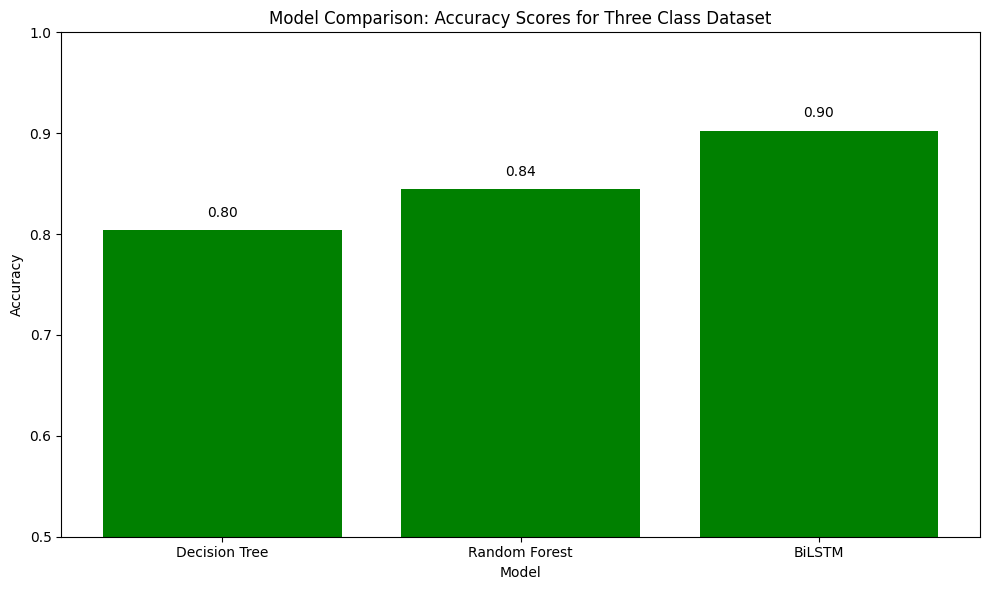 Model Comparison: Accuracy Scores for Three Class Dataset
1.0
0.9
0.8
0.7
0.6
0.5
Accuracy
0.80
0.84
0.90
Decision Tree
Random Forest
BiLSTM
Model